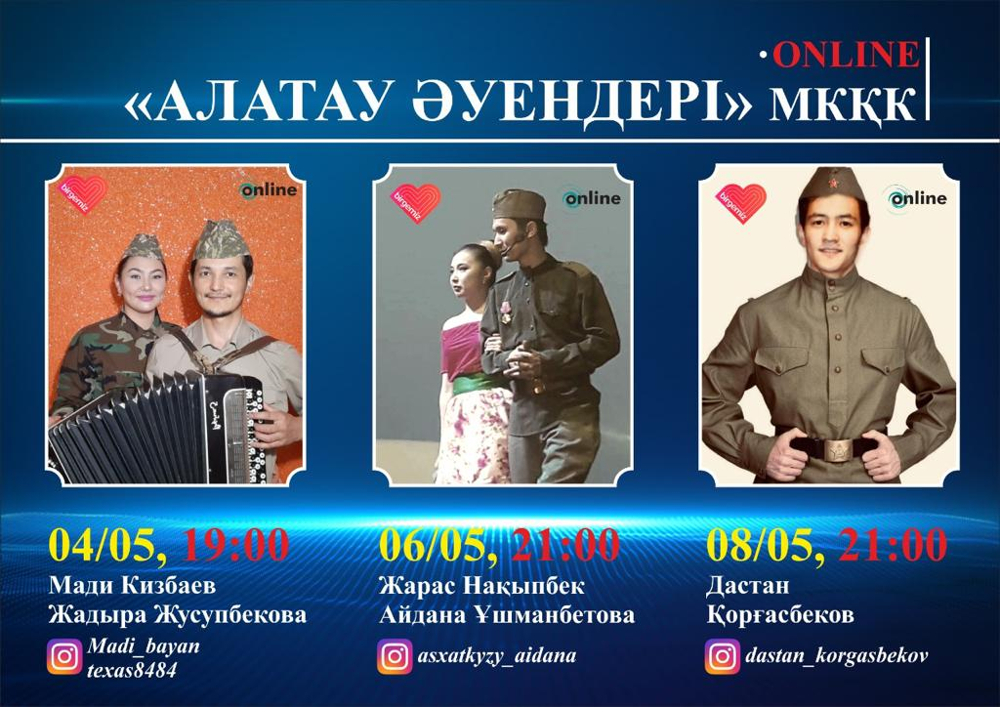 ·ONLINE
«АЛАТАУ ӘУЕНДЕРІ» МКҚК
birgemiz
online
birgemiz
online
birgemiz
online
04/05, 19:00
Мади Кизбаев
Жадыра Жусупбекова
Madi_bayan
texas8484
06/05, 21:00
Жарас Нақыпбек
Айдана Ұшманбетова
asxatkyzy_aidana
08/05, 21:00
Дастан
Қорғасбеков
dastan_korgasbekov